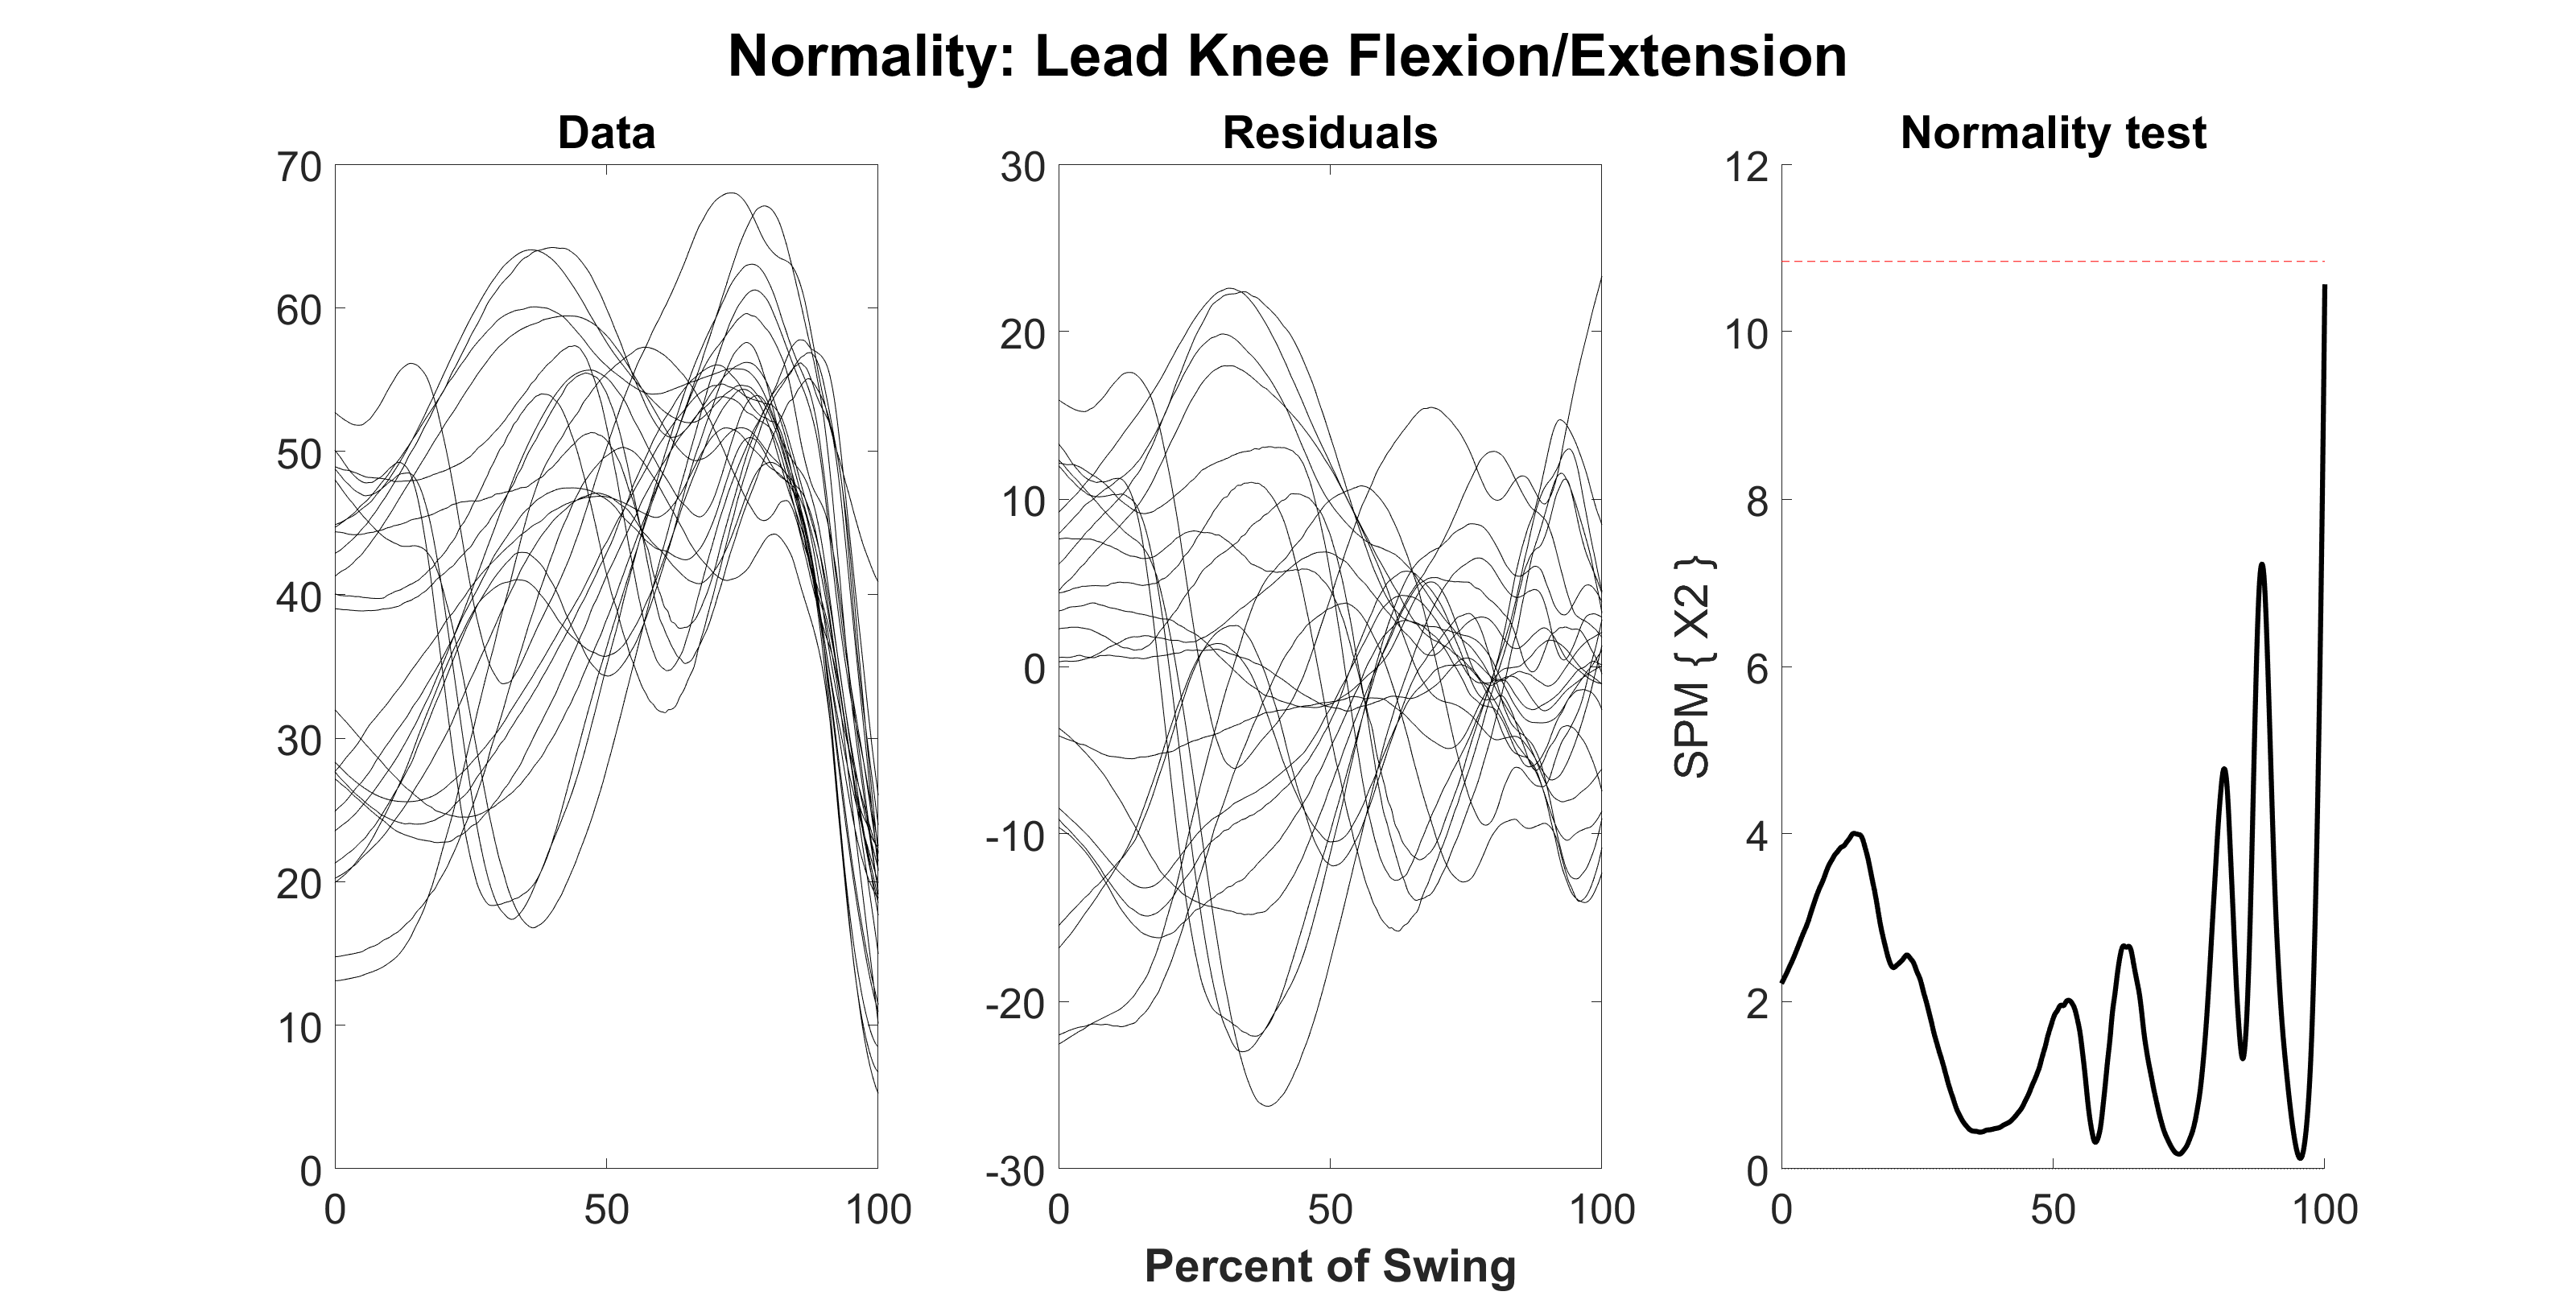 Normality: Lead Knee Flexion/Extension
Data
70
60
50
40
30
20
10
0
0 50 100
Residuals
30
20
10
0
-10
-20
-30
0 50 100
Percent of Swing
Normality test
SPM { X2 }
12
10
8
6
4
2
0
0 50 100